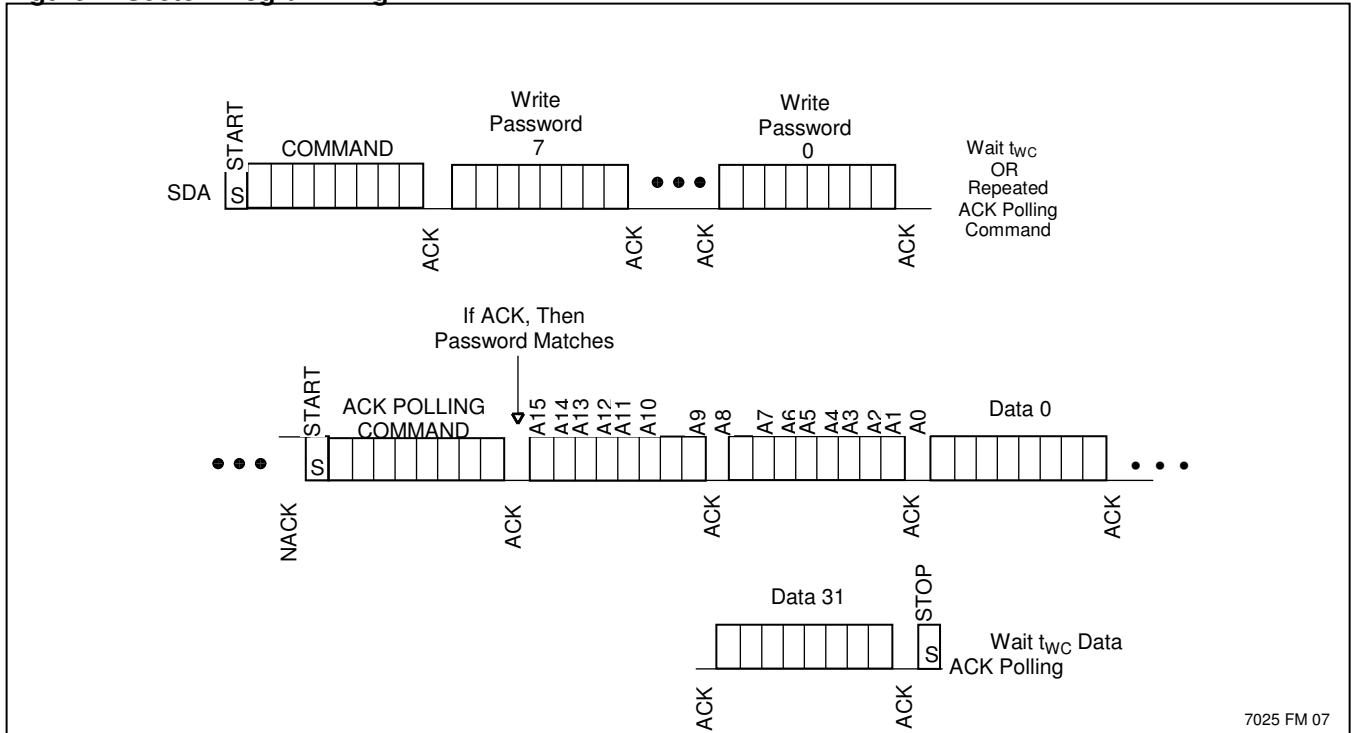 START
COMMAND
Write
Password
7
Write
Password
0
SDA
S
Wait tWC
OR
Repeated
ACK Polling
Command
ACK
ACK
ACK
ACK
If ACK, Then
Password Matches
START
ACK POLLING
COMMAND
A15
A14
A13
A12
A11
A10
A9
A8
A7
A6
A5
A4
A3
A2
A1
A0
Data 0
S
NACK
ACK
ACK
ACK
ACK
Data 31
STOP
S
Wait tWC Data
ACK Polling
ACK
ACK
7025 FM 07